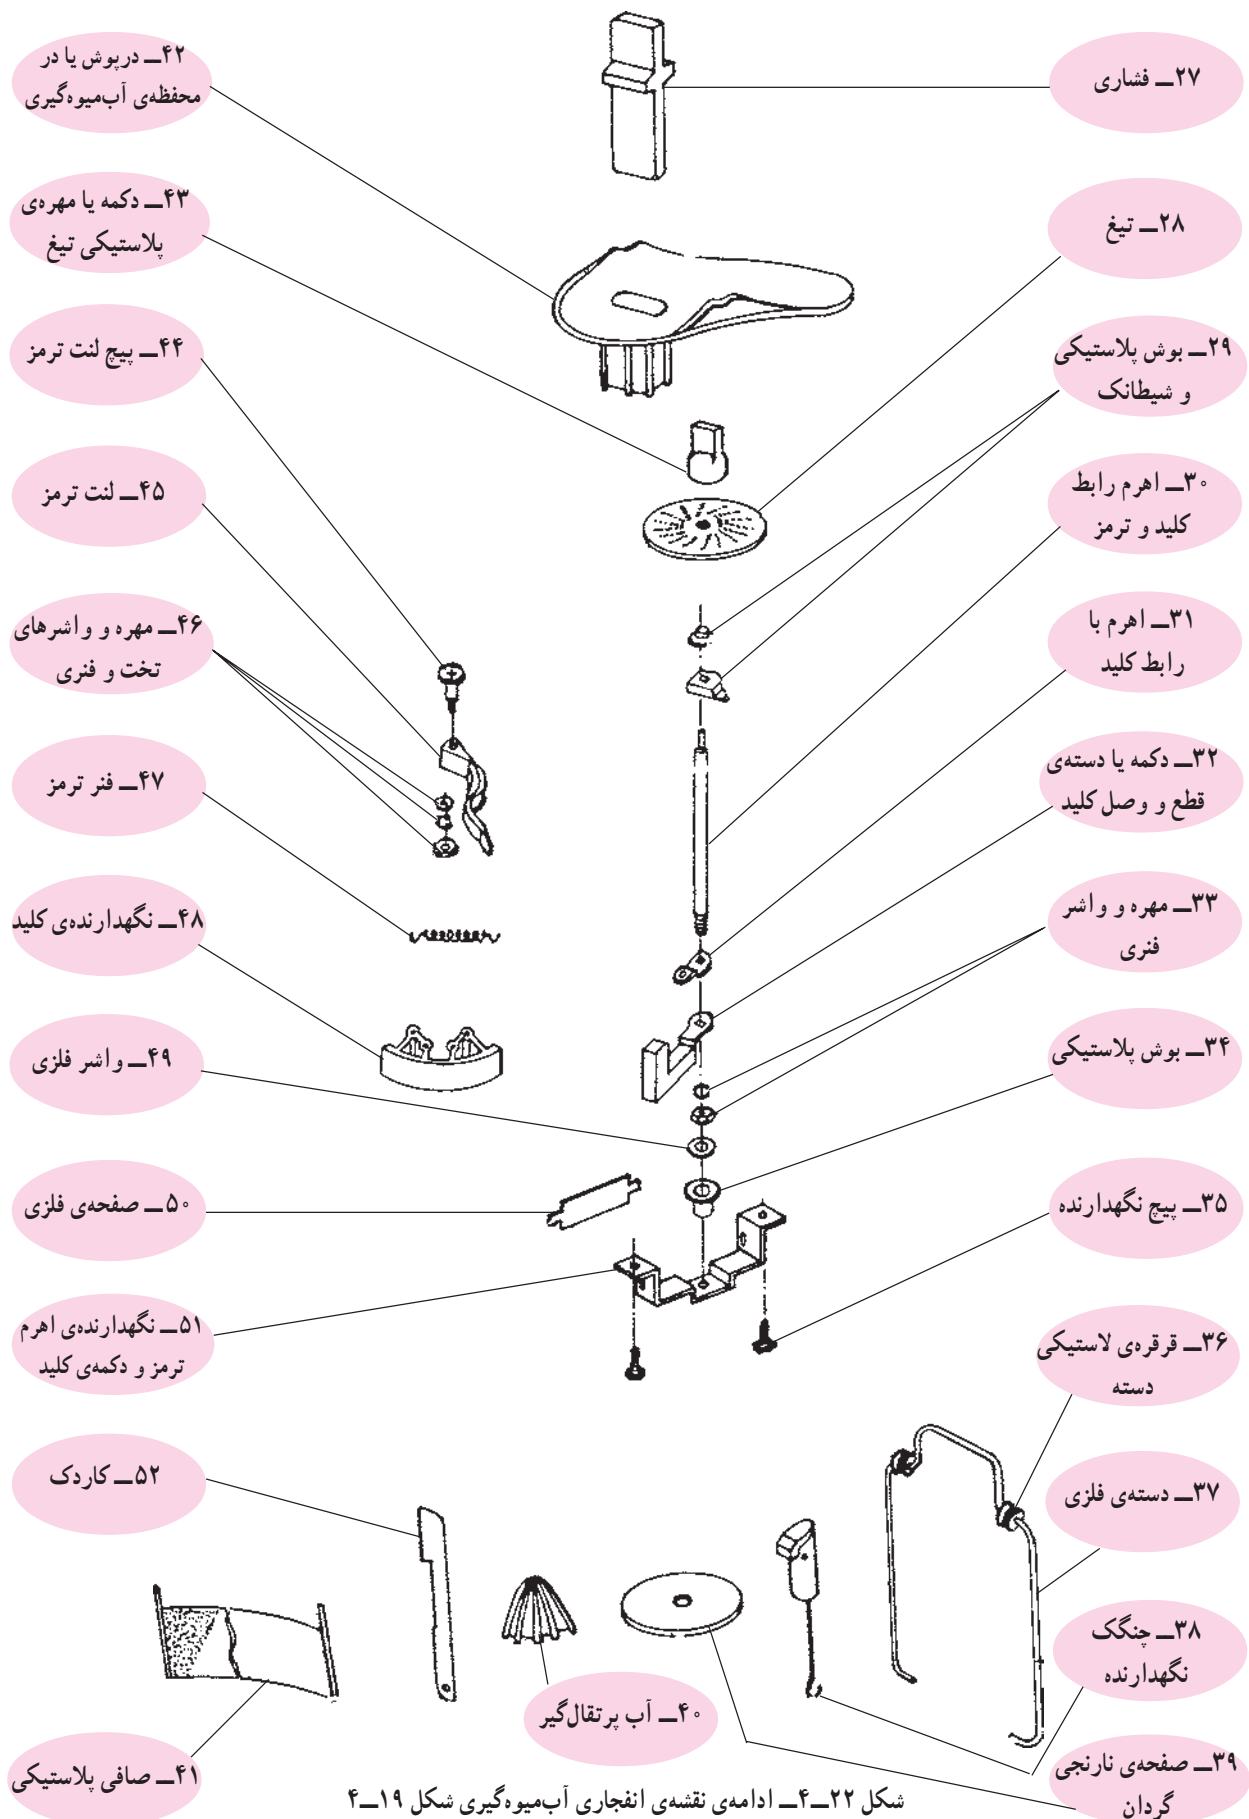 ۴۲ــ درپوش یا در
محفظه‌ی آب‌میوه‌گیری
۲۷ــ فشاری
۴۳ــ دکمه یا مهره‌ی
پلاستیکی تیغ
۲۸ــ تیغ
۴۴ــ پیچ لنت ترمز
۲۹ــ بوش پلاستیکی
و شیطانک
۴۵ــ لنت ترمز
۳۰ــ اهرم رابط
کلید و ترمز
۴۶ــ مهره و واشرهای
تخت و فنری
۳۱ــ اهرم با
رابط کلید
۴۷ــ فنر ترمز
۳۲ــ دکمه یا دسته‌ی
قطع و وصل کلید
۴۸ــ نگهدارنده‌ی کلید
۳۳ــ مهره و واشر
فنری
۴۹ــ واشر فلزی
۳۴ــ بوش پلاستیکی
۵۰ــ صفحه‌ی فلزی
۳۵ــ پیچ نگهدارنده
۵۱ــ نگهدارنده‌ی اهرم
ترمز و دکمه‌ی کلید
۳۶ــ قرقره‌ی لاستیکی
دسته
۵۲ــ کاردک
۳۷ــ دسته‌ی فلزی
۳۸ــ چنگک
نگهدارنده
۴۰ــ آب پرتقال‌گیر
۴۱ــ صافی پلاستیکی
۳۹ــ صفحه‌ی نارنجی
گردان
شکل ۲۲ــ۴ــ ادامه‌ی نقشه‌ی انفجاری آب‌میوه‌گیری شکل ۱۹ــ۴